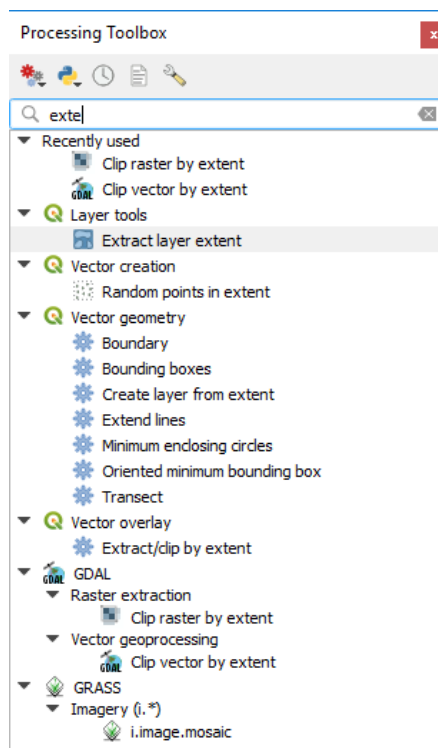 Processing Toolbox
x
exte
Recently used
Clip raster by extent
GDAL Clip vector by extent
Layer tools
Extract layer extent
Vector creation
Random points in extent
Vector geometry
Boundary
Bounding boxes
Create layer from extent
Extend lines
Minimum enclosing circles
Oriented minimum bounding box
Transect
Vector overlay
Extract/clip by extent
GDAL GDAL
Raster extraction
Clip raster by extent
Vector geoprocessing
GDAL Clip vector by extent
GRASS
Imagery (i.*)
i.image.mosaic